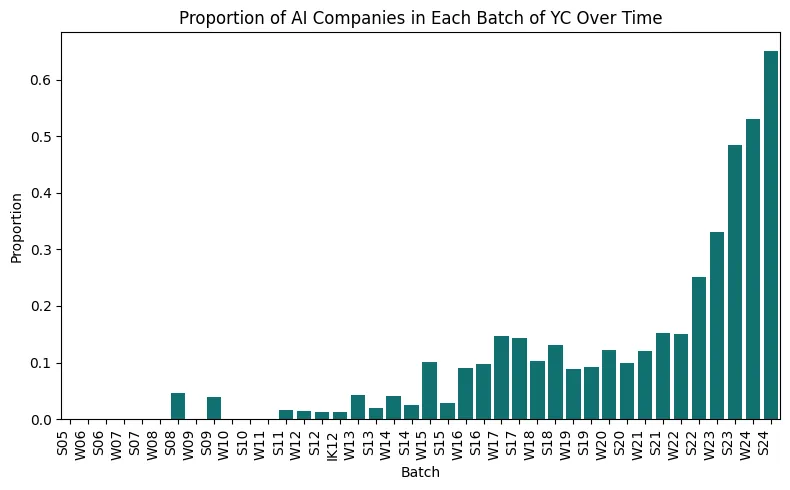 Proportion of AI Companies in Each Batch of YC Over Time
Proportion
0.6
0.5
0.4
0.3
0.2
0.1
0.0
S05
W06
S06
W07
S07
W08
S08
W09
S09
W10
S10
W11
S11
W12
S12
IK12
W13
S13
W14
S14
W15
S15
W16
S16
W17
S17
W18
S18
W19
S19
W20
S20
W21
S21
W22
S22
W23
S23
W24
S24
Batch